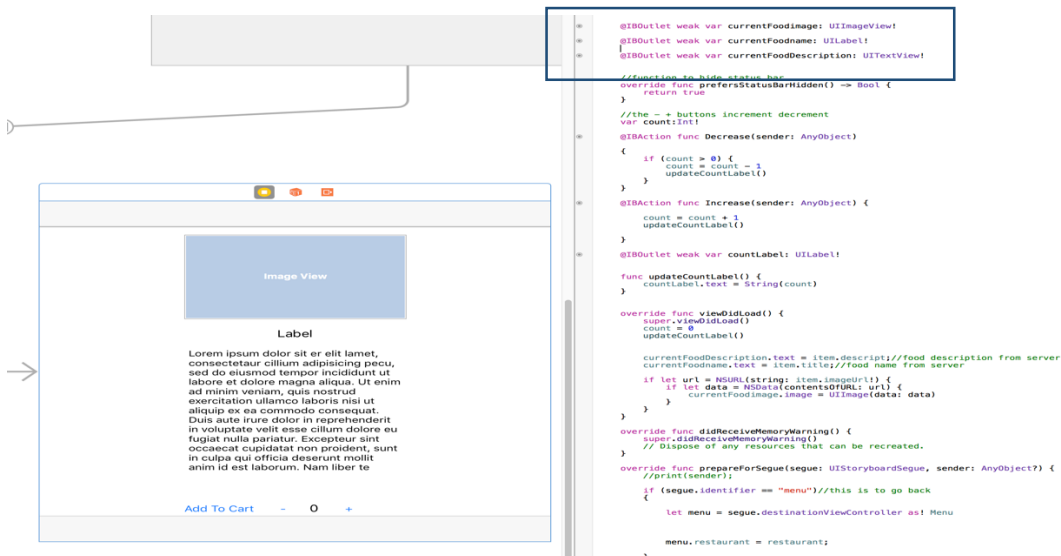 Image View
Label
Lorem ipsum dolor sit er elit lamet,
consectetaur cillium adipisicing pecu,
sed do eiusmod tempor incididunt ut
labore et dolore magna aliqua. Ut enim
ad minim veniam, quis nostrud
exercitation ullamco laboris nisi ut
aliquip ex ea commodo consequat.
Duis aute irure dolor in reprehenderit
in voluptate velit esse cillum dolore eu
fugiat nulla pariatur. Excepteur sint
occaecat cupidatat non proident, sunt
in culpa qui officia deserunt mollit
anim id est laborum. Nam liber te
Add To Cart - 0 +
@IBOutlet weak var currentFoodimage: UIImageView!
@IBOutlet weak var currentFoodname: UILabel!
@IBOutlet weak var currentFoodDescription: UITextView!
//function to hide status bar
override func prefersStatusBarHidden() -> Bool {
return true
}
//the - + buttons increment decrement
var count:Int!
@IBAction func Decrease(sender: AnyObject)
{
if (count > 0) {
count = count - 1
updateCountLabel()
}
}
@IBAction func Increase(sender: AnyObject) {
count = count + 1
updateCountLabel()
}
@IBOutlet weak var countLabel: UILabel!
func updateCountLabel() {
countLabel.text = String(count)
}
override func viewDidLoad() {
super.viewDidLoad()
count = 0
updateCountLabel()
currentFoodDescription.text = item.descript;//food description from server
currentFoodname.text = item.title;//food name from server
if let url = NSURL(string: item.imageUrl!) {
if let data = NSData(contentsOfURL: url) {
currentFoodimage.image = UIImage(data: data)
}
}
}
override func didReceiveMemoryWarning() {
super.didReceiveMemoryWarning()
// Dispose of any resources that can be recreated.
}
override func prepareForSegue(segue: UIStoryboardSegue, sender: AnyObject?) {
//print(sender);
if (segue.identifier == "menu")//this is to go back
{
let menu = segue.destinationViewController as! Menu
menu.restaurant = restaurant;
}